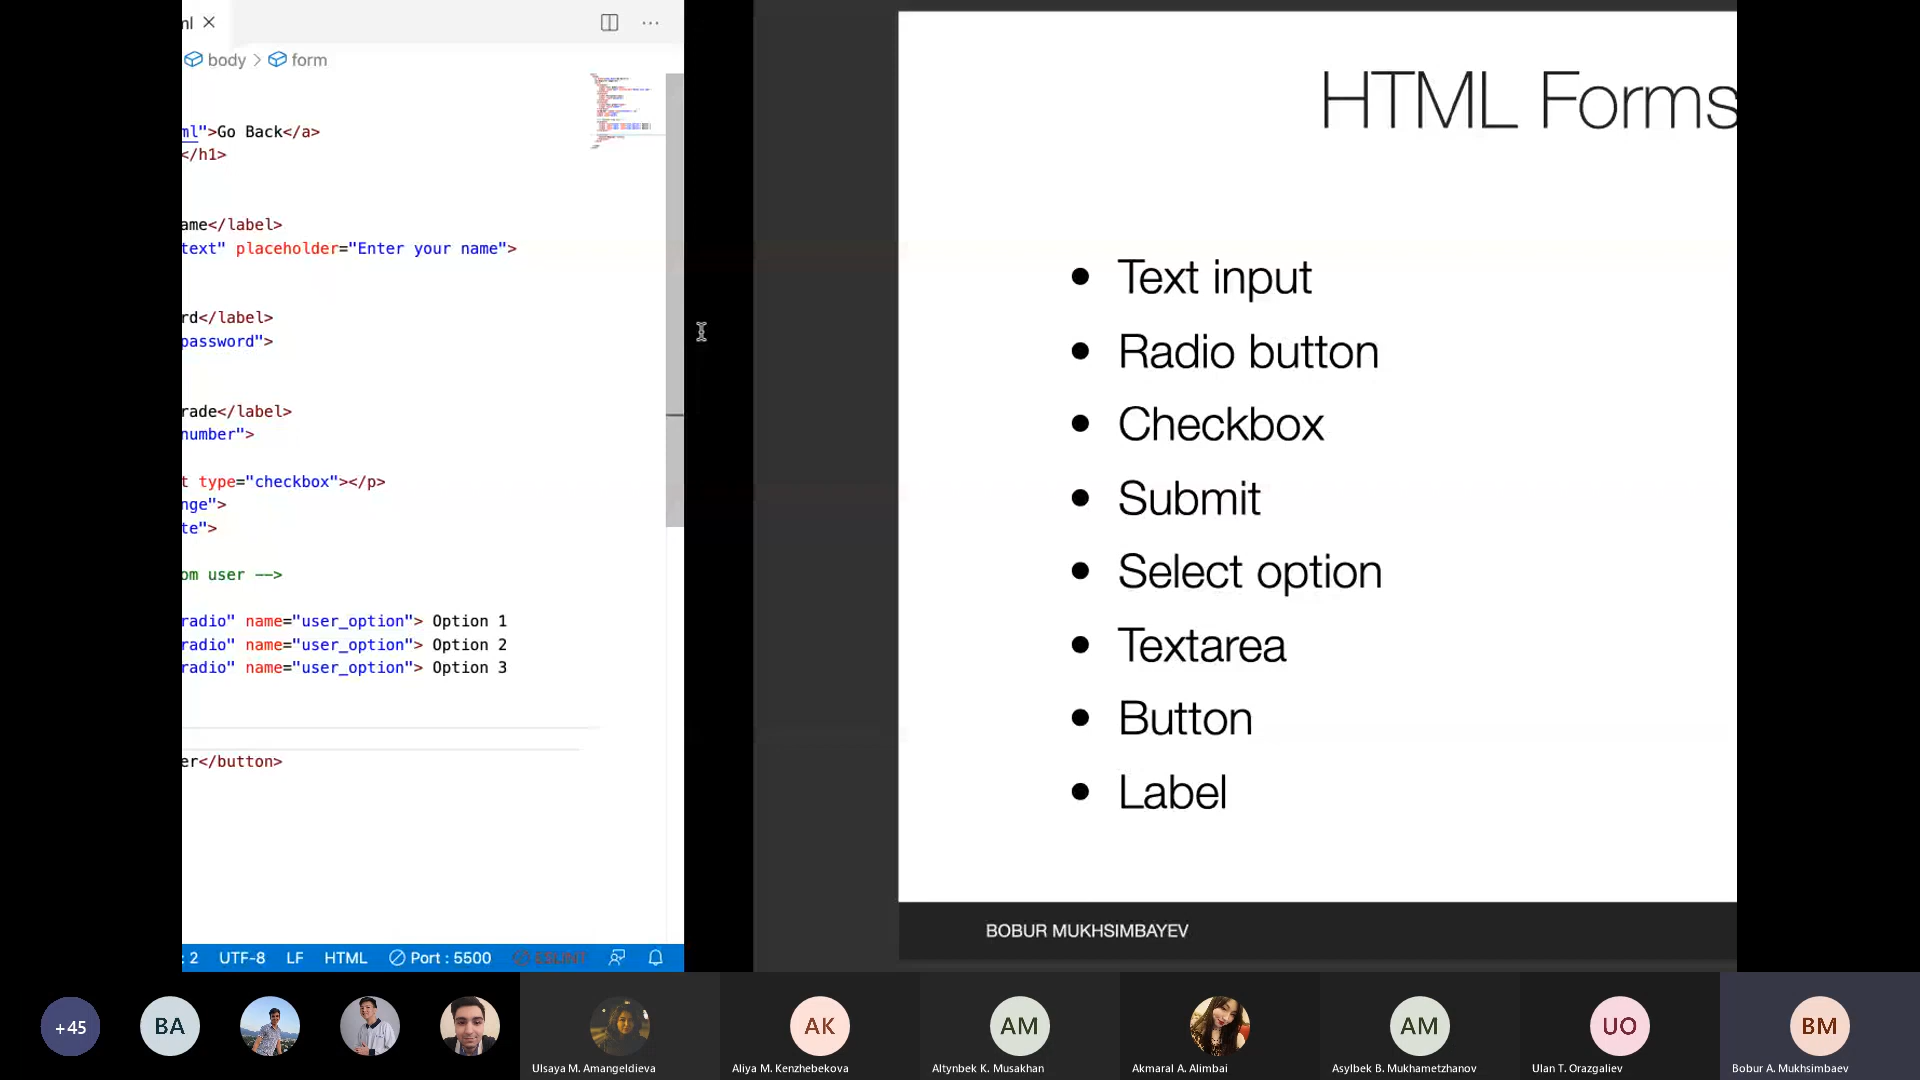 ml
body > form
ml">Go Back</a>
</h1>
ame</label>
text" placeholder="Enter your name">
rd</label>
password">
rade</label>
number">
t type="checkbox"></p>
nge">
te">
om user -->
radio" name="user_option"> Option 1
radio" name="user_option"> Option 2
radio" name="user_option"> Option 3
er</button>
: 2 UTF-8 LF HTML Port : 5500
HTML Forms
• Text input
• Radio button
• Checkbox
• Submit
• Select option
• Textarea
• Button
• Label
BOBUR MUKHSIMBAYEV
+45
BA
AK
AM
AM
UO
BM
Ulsaya M. Amangeldieva
Aliya M. Kenzhebekova
Altynbek K. Musakhan
Akmaral A. Alimbai
Asylbek B. Mukhametzhanov
Ulan T. Orazgaliev
Bobur A. Mukhsimbaev